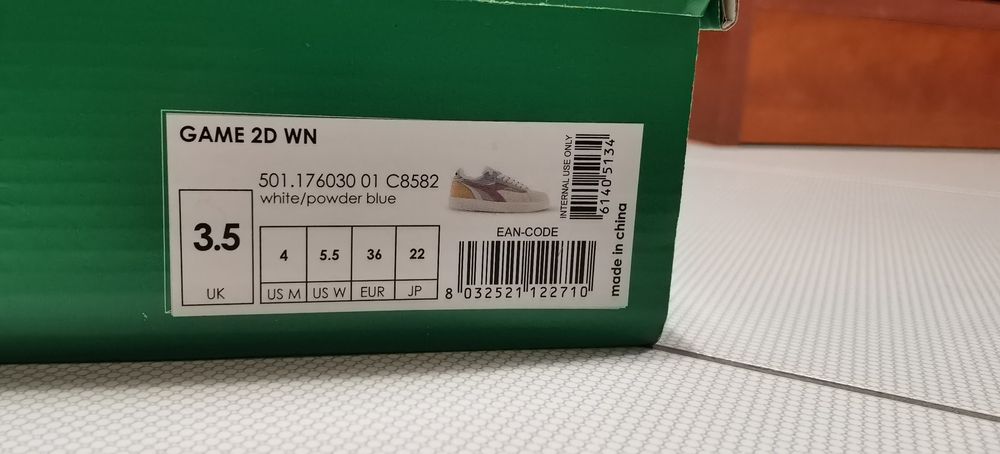 GAME 2D WN
501.176030 01 C8582
white/powder blue
3.5
UK
4 5.5 36 22
US M US W EUR JP
INTERNAL USE ONLY
6140 5134
EAN-CODE
8 032521 122710
made in china